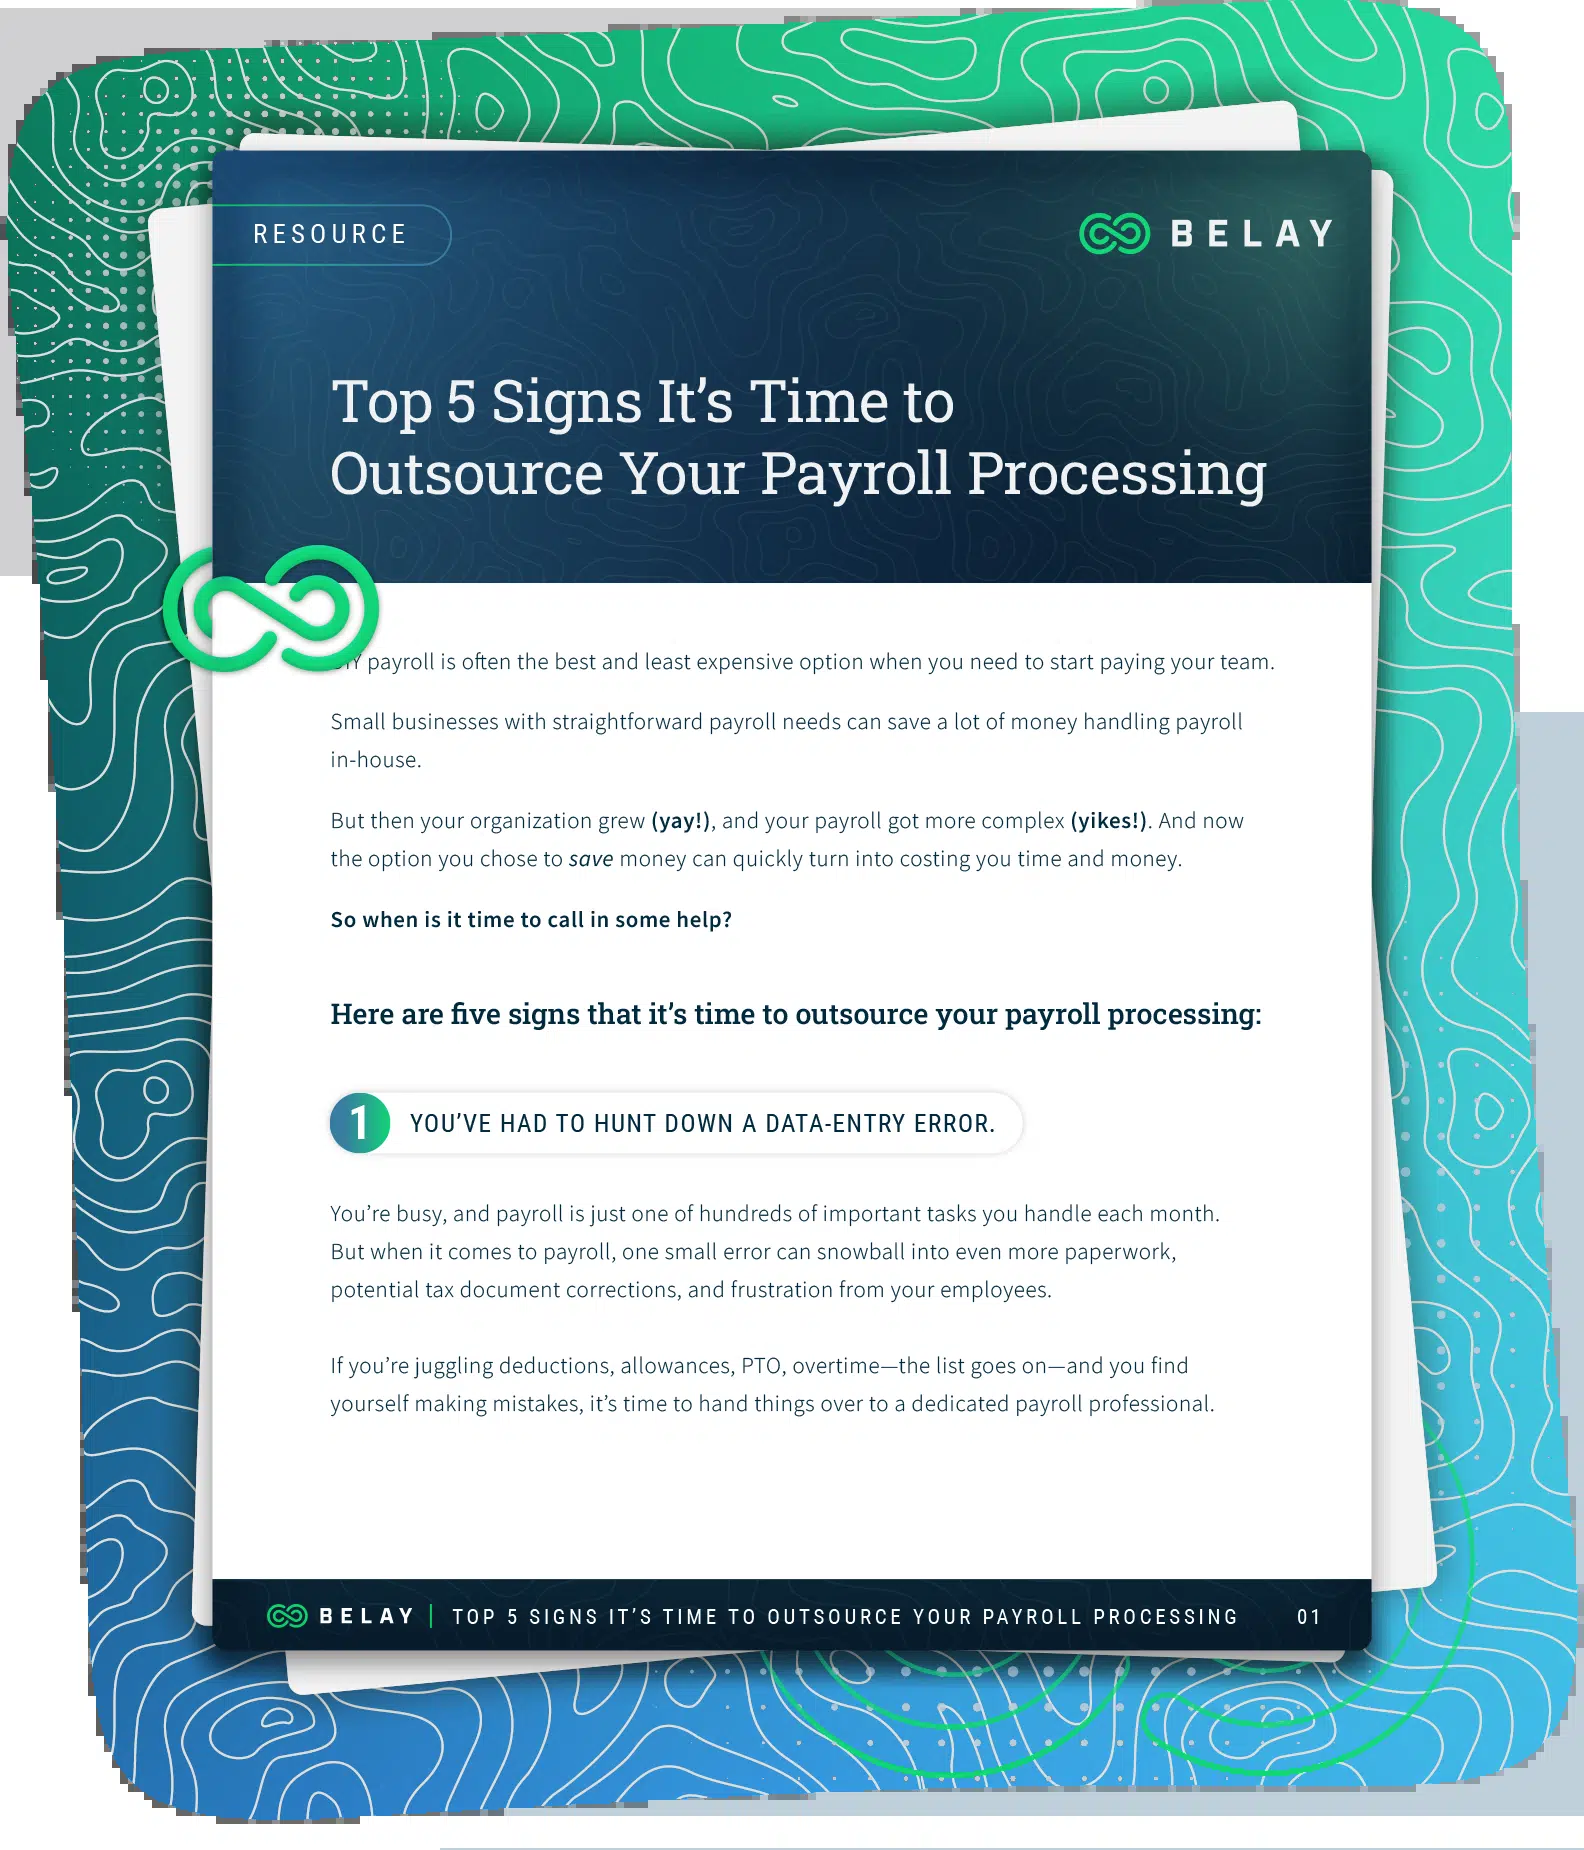 RESOURCE
BELAY
Top 5 Signs It’s Time to
Outsource Your Payroll Processing
payroll is often the best and least expensive option when you need to start paying your team.
Small businesses with straightforward payroll needs can save a lot of money handling payroll
in-house.
But then your organization grew (yay!), and your payroll got more complex (yikes!). And now
the option you chose to save money can quickly turn into costing you time and money.
So when is it time to call in some help?
Here are five signs that it’s time to outsource your payroll processing:
1 YOU’VE HAD TO HUNT DOWN A DATA-ENTRY ERROR.
You’re busy, and payroll is just one of hundreds of important tasks you handle each month.
But when it comes to payroll, one small error can snowball into even more paperwork,
potential tax document corrections, and frustration from your employees.
If you’re juggling deductions, allowances, PTO, overtime—the list goes on—and you find
yourself making mistakes, it’s time to hand things over to a dedicated payroll professional.
BELAY | TOP 5 SIGNS IT’S TIME TO OUTSOURCE YOUR PAYROLL PROCESSING 01